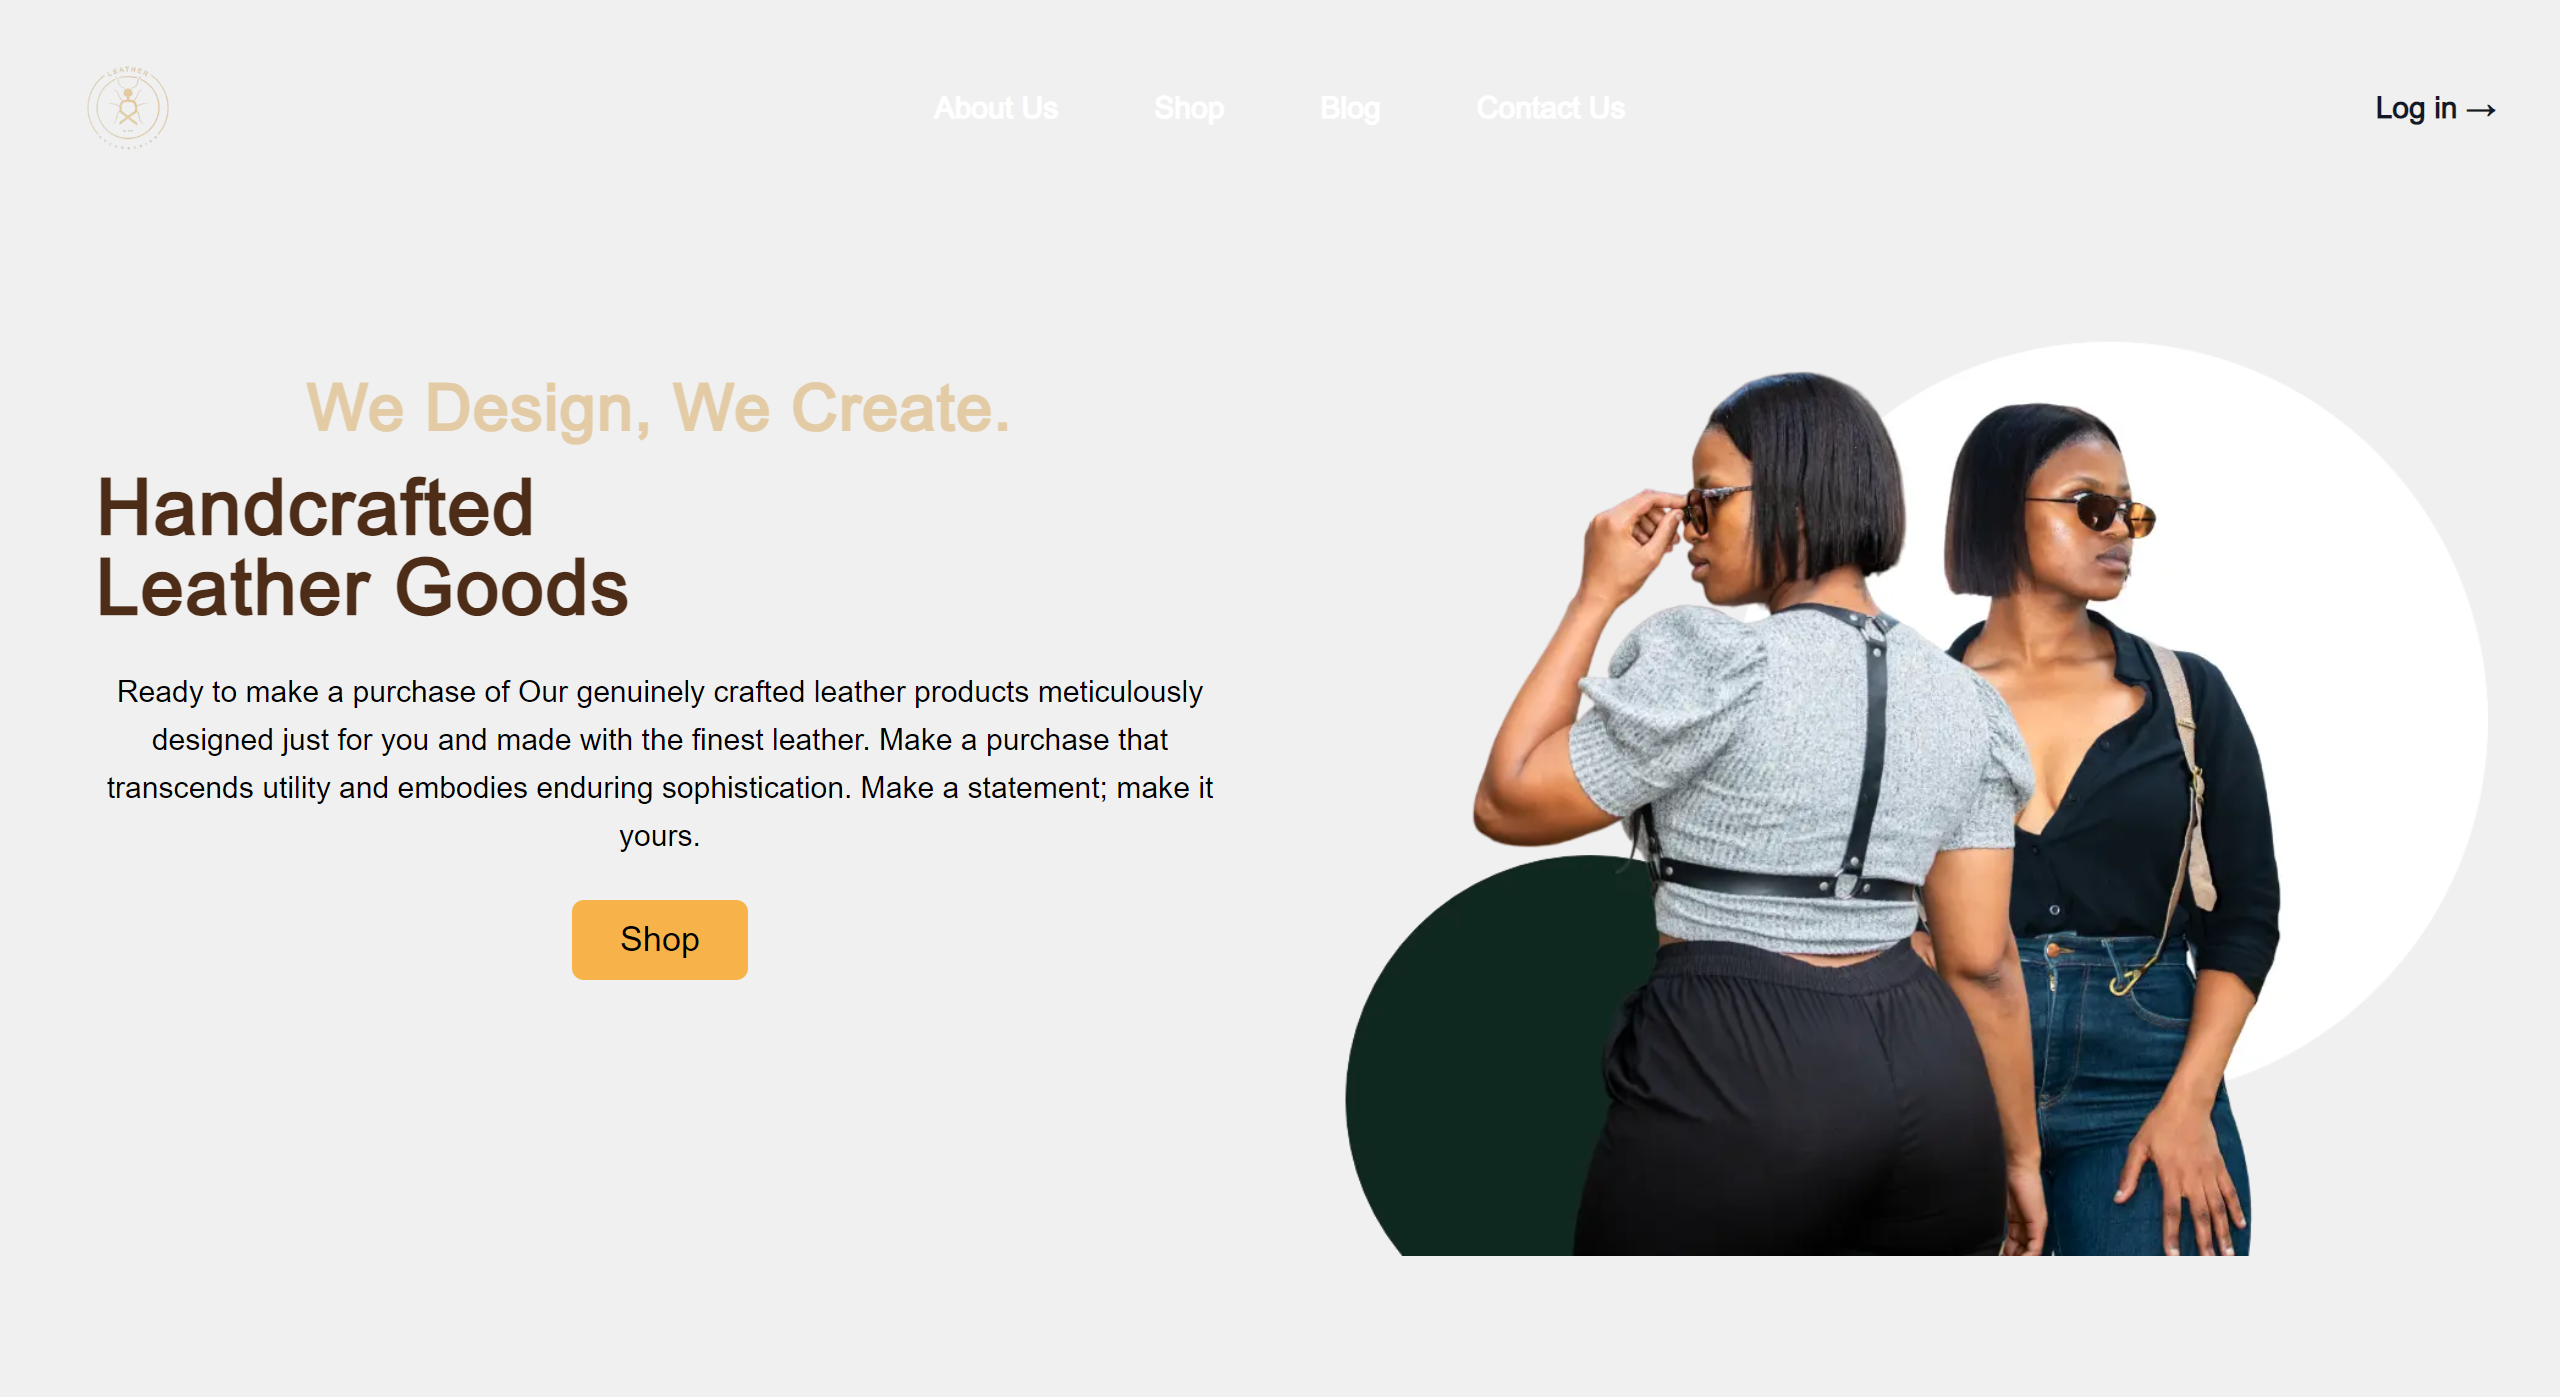 LEATHER
About Us
Shop
Blog
Contact Us
Log in →
We Design, We Create.
Handcrafted
Leather Goods
Ready to make a purchase of Our genuinely crafted leather products meticulously
designed just for you and made with the finest leather. Make a purchase that
transcends utility and embodies enduring sophistication. Make a statement; make it
yours.
Shop